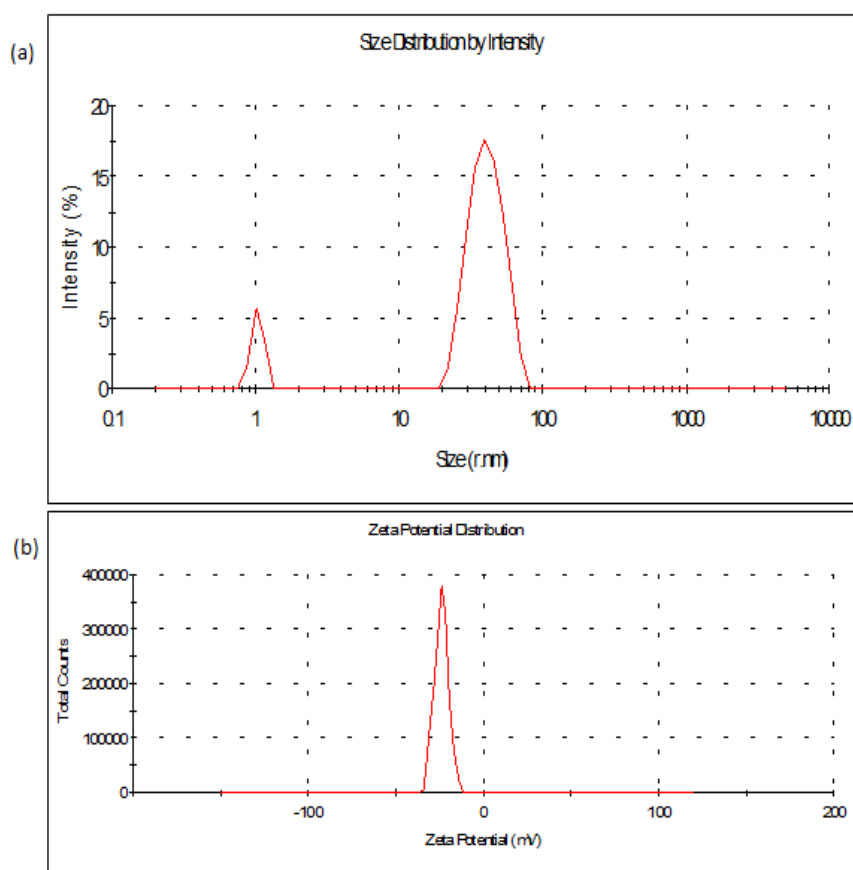 (a)
Size Distribution by Intensity
Intensity (%)
20
15
10
5
0
0.1 1 10 100 1000 10000
Size (r.nm)
(b)
Zeta Potential Distribution
Total Counts
400000
300000
200000
100000
0
-100 0 100 200
Zeta Potential (mV)